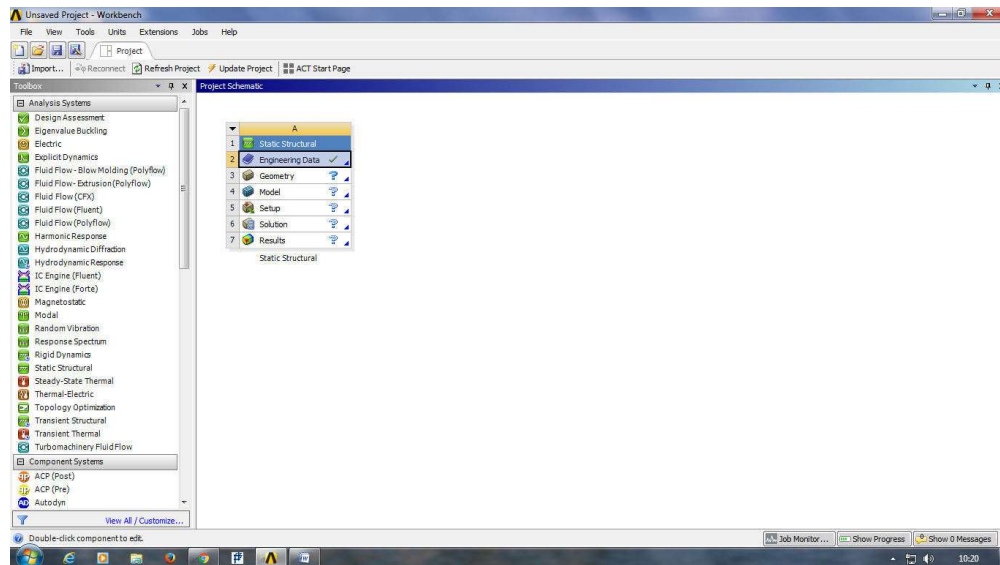 Unsaved Project - Workbench
File View Tools Units Extensions Jobs Help
Project
Import... Reconnect Refresh Project Update Project ACT Start Page
Toolbox
Project Schematic
Analysis Systems
Design Assessment
Eigenvalue Buckling
Electric
Explicit Dynamics
Fluid Flow - Blow Molding (Polyflow)
Fluid Flow - Extrusion (Polyflow)
Fluid Flow (CFX)
Fluid Flow (Fluent)
Fluid Flow (Polyflow)
Harmonic Response
Hydrodynamic Diffraction
Hydrodynamic Response
IC Engine (Fluent)
IC Engine (Forte)
Magnetostatic
Modal
Random Vibration
Response Spectrum
Rigid Dynamics
Static Structural
Steady-State Thermal
Thermal-Electric
Topology Optimization
Transient Structural
Transient Thermal
Turbomachinery Fluid Flow
Component Systems
ACP (Post)
ACP (Pre)
Autodyn
View All / Customize...
A
1 Static Structural
2 Engineering Data
3 Geometry ?
4 Model ?
5 Setup ?
6 Solution ?
7 Results ?
Static Structural
Double-click component to edit.
Job Monitor... Show Progress Show 0 Messages
10:20